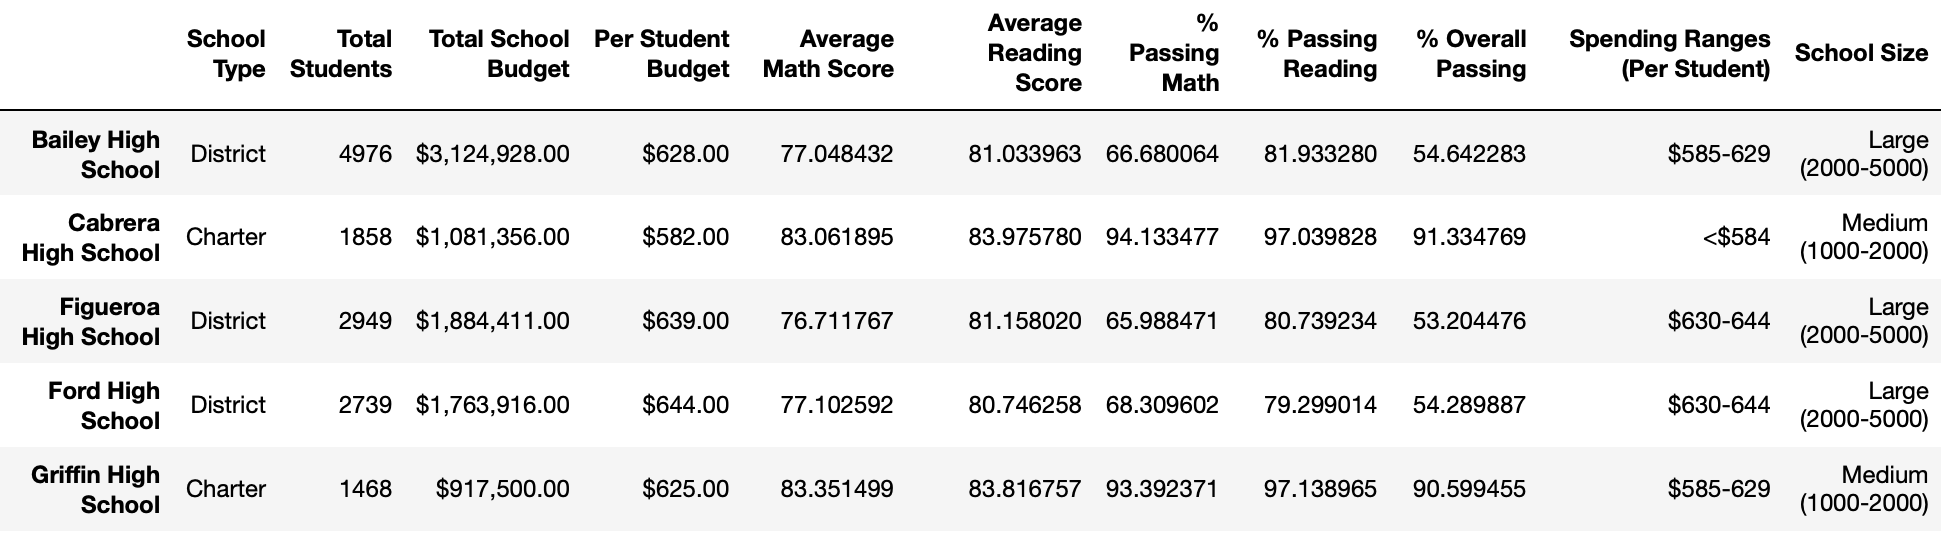 School Type Total Students Total School Budget Per Student Budget Average Math Score Average Reading Score % Passing Math % Passing Reading % Overall Passing Spending Ranges (Per Student) School Size
Bailey High School District 4976 $3,124,928.00 $628.00 77.048432 81.033963 66.680064 81.933280 54.642283 $585-629 Large (2000-5000)
Cabrera High School Charter 1858 $1,081,356.00 $582.00 83.061895 83.975780 94.133477 97.039828 91.334769 <$584 Medium (1000-2000)
Figueroa High School District 2949 $1,884,411.00 $639.00 76.711767 81.158020 65.988471 80.739234 53.204476 $630-644 Large (2000-5000)
Ford High School District 2739 $1,763,916.00 $644.00 77.102592 80.746258 68.309602 79.299014 54.289887 $630-644 Large (2000-5000)
Griffin High School Charter 1468 $917,500.00 $625.00 83.351499 83.816757 93.392371 97.138965 90.599455 $585-629 Medium (1000-2000)